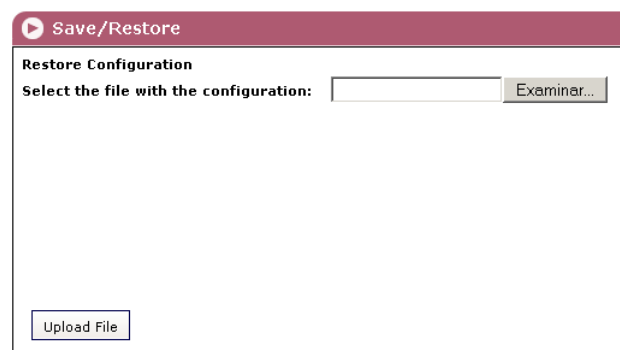 Save/Restore
Restore Configuration
Select the file with the configuration: Examinar...
Upload File